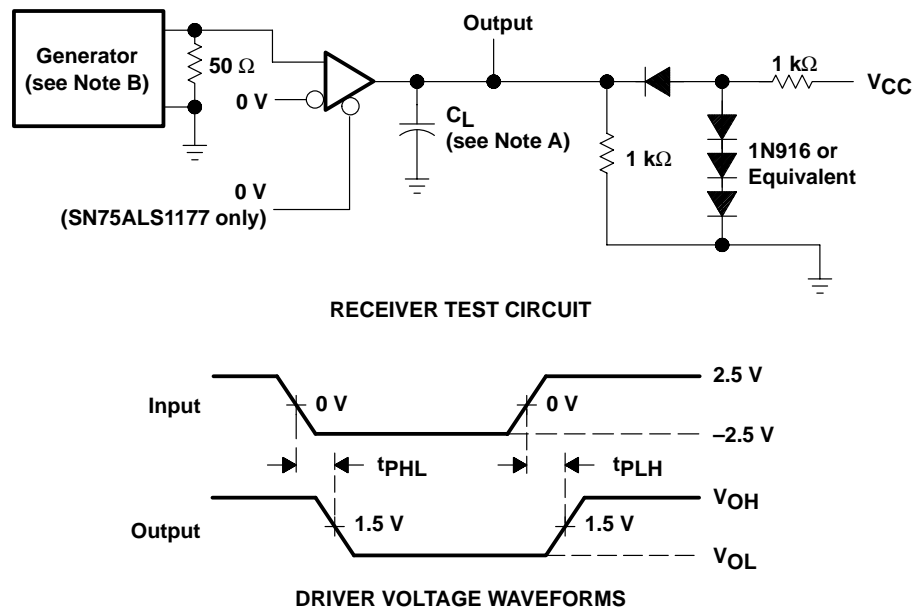 Output
Generator
(see Note B)
50 Ω
0 V
CL
(see Note A)
1 kΩ
1 kΩ
VCC
1N916 or
Equivalent
0 V
(SN75ALS1177 only)
RECEIVER TEST CIRCUIT
Input
0 V
0 V
2.5 V
–2.5 V
tPHL
tPLH
Output
1.5 V
1.5 V
VOH
VOL
DRIVER VOLTAGE WAVEFORMS